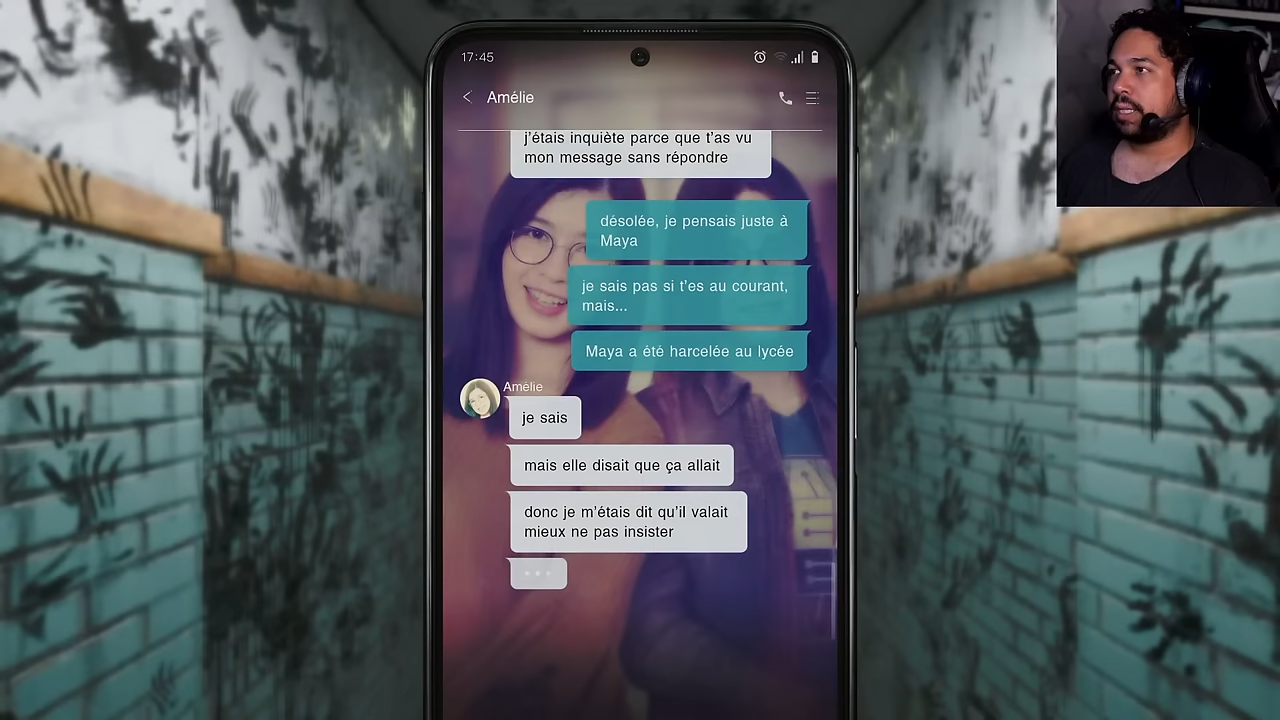 17:45
Amélie
j'étais inquiète parce que t'as vu
mon message sans répondre
désolée, je pensais juste à
Maya
je sais pas si t'es au courant,
mais...
Maya a été harcelée au lycée
Amélie
je sais
mais elle disait que ça allait
donc je m'étais dit qu'il valait
mieux ne pas insister